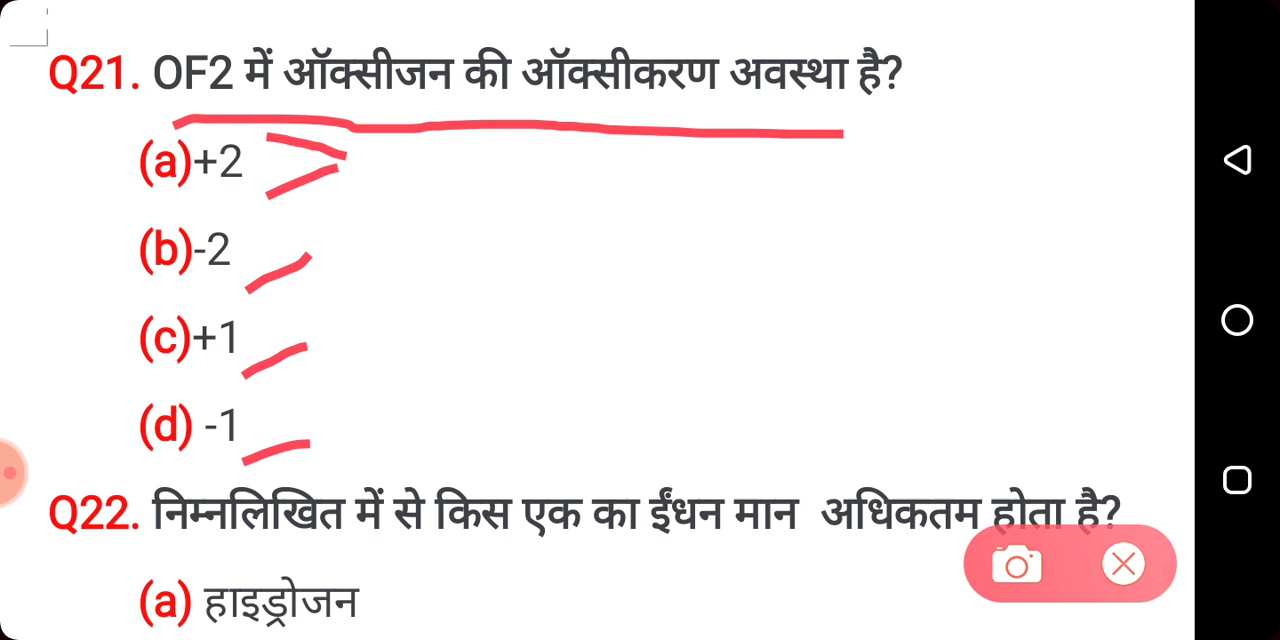 Q21. OF2 में ऑक्सीजन की ऑक्सीकरण अवस्था है?
(a)+2
(b)-2
(c)+1
(d) -1
Q22. निम्नलिखित में से किस एक का ईंधन मान अधिकतम होता है?
(a) हाइड्रोजन